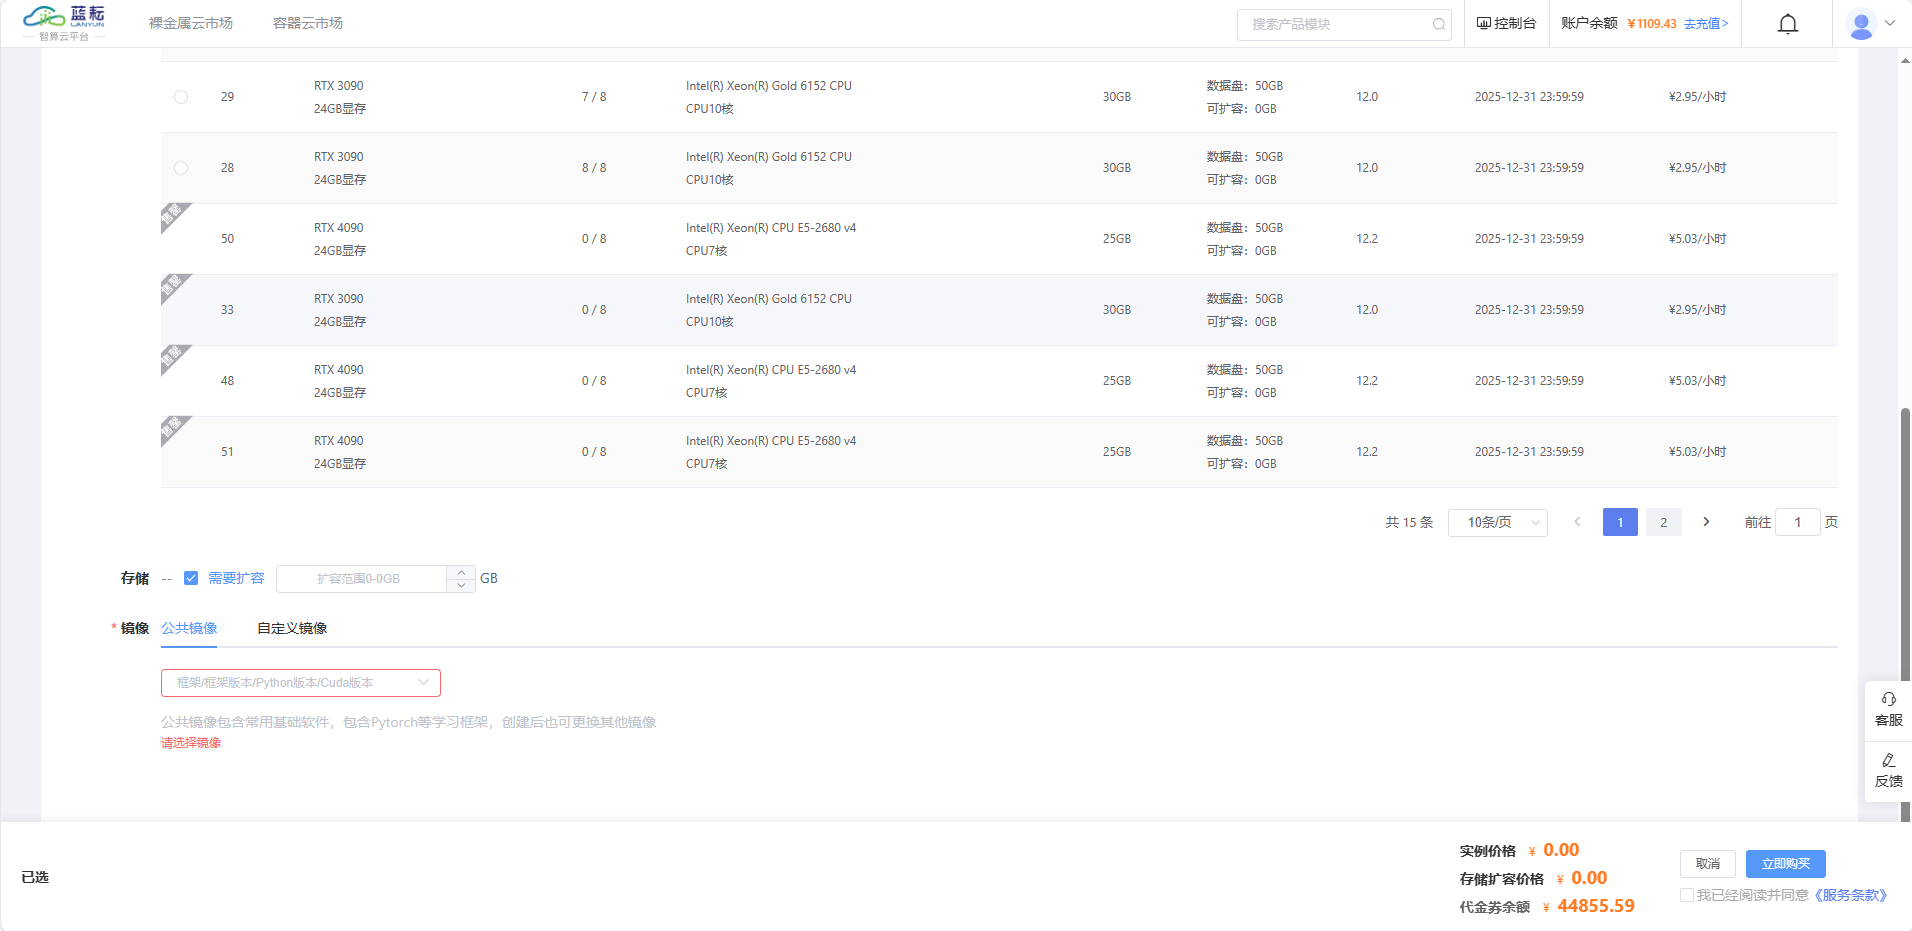 蓝耘
LANYUN
智算云平台
裸金属云市场
容器云市场
搜索产品模块
控制台
账户余额 ¥1109.43 去充值>
29 RTX 3090 24GB显存 7 / 8 Intel(R) Xeon(R) Gold 6152 CPU CPU10核 30GB 数据盘：50GB 可扩容：0GB 12.0 2025-12-31 23:59:59 ¥2.95/小时
28 RTX 3090 24GB显存 8 / 8 Intel(R) Xeon(R) Gold 6152 CPU CPU10核 30GB 数据盘：50GB 可扩容：0GB 12.0 2025-12-31 23:59:59 ¥2.95/小时
售罄 50 RTX 4090 24GB显存 0 / 8 Intel(R) Xeon(R) CPU E5-2680 v4 CPU7核 25GB 数据盘：50GB 可扩容：0GB 12.2 2025-12-31 23:59:59 ¥5.03/小时
售罄 33 RTX 3090 24GB显存 0 / 8 Intel(R) Xeon(R) Gold 6152 CPU CPU10核 30GB 数据盘：50GB 可扩容：0GB 12.0 2025-12-31 23:59:59 ¥2.95/小时
售罄 48 RTX 4090 24GB显存 0 / 8 Intel(R) Xeon(R) CPU E5-2680 v4 CPU7核 25GB 数据盘：50GB 可扩容：0GB 12.2 2025-12-31 23:59:59 ¥5.03/小时
售罄 51 RTX 4090 24GB显存 0 / 8 Intel(R) Xeon(R) CPU E5-2680 v4 CPU7核 25GB 数据盘：50GB 可扩容：0GB 12.2 2025-12-31 23:59:59 ¥5.03/小时
共 15 条 10条/页 1 2 前往 1 页
存储 -- 需要扩容 扩容范围0-0GB GB
* 镜像 公共镜像 自定义镜像
框架/框架版本/Python版本/Cuda版本
公共镜像包含常用基础软件，包含Pytorch等学习框架，创建后也可更换其他镜像
请选择镜像
客服
反馈
已选
实例价格 ¥ 0.00
存储扩容价格 ¥ 0.00
代金券余额 ¥ 44855.59
取消 立即购买
我已经阅读并同意《服务条款》